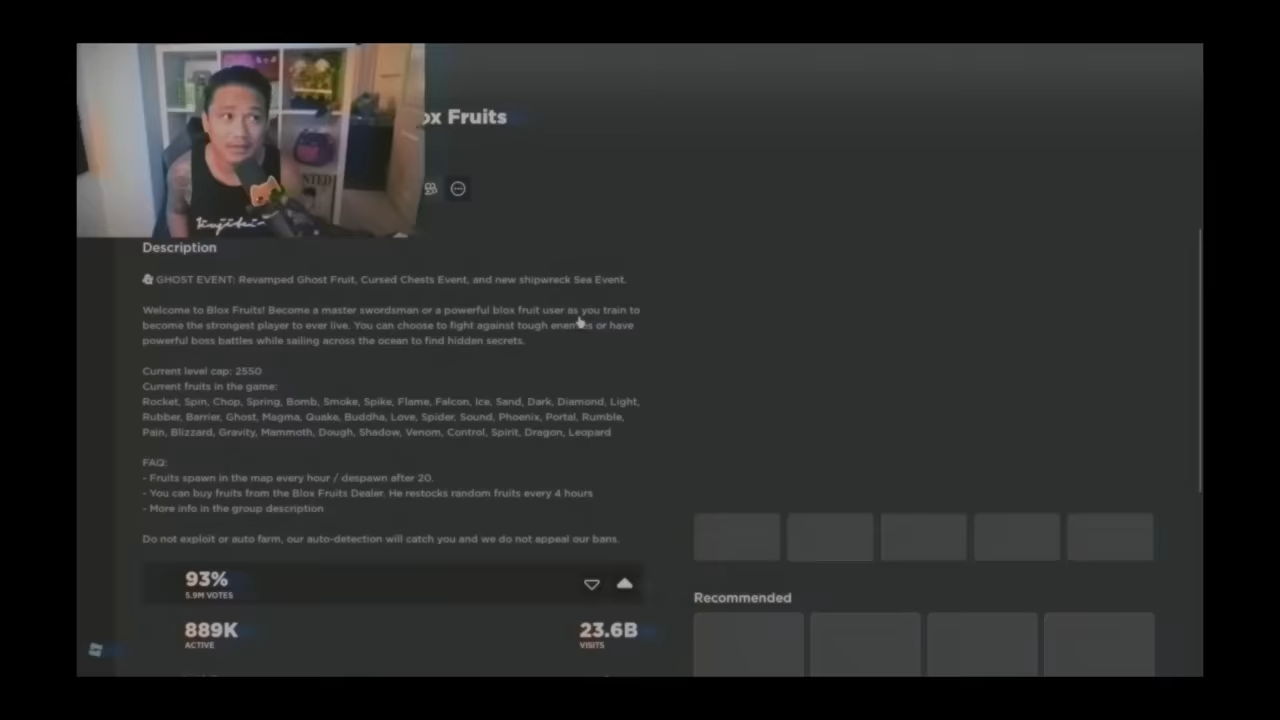 ox Fruits
NTED
Description
GHOST EVENT: Revamped Ghost Fruit, Cursed Chests Event, and new shipwreck Sea Event.
Welcome to Blox Fruits! Become a master swordsman or a powerful blox fruit user as you train to
become the strongest player to ever live. You can choose to fight against tough enemies or have
powerful boss battles while sailing across the ocean to find hidden secrets.
Current level cap: 2550
Current fruits in the game:
Rocket, Spin, Chop, Spring, Bomb, Smoke, Spike, Flame, Falcon, Ice, Sand, Dark, Diamond, Light,
Rubber, Barrier, Ghost, Magma, Quake, Buddha, Love, Spider, Sound, Phoenix, Portal, Rumble,
Pain, Blizzard, Gravity, Mammoth, Dough, Shadow, Venom, Control, Spirit, Dragon, Leopard
FAQ:
- Fruits spawn in the map every hour / despawn after 20.
- You can buy fruits from the Blox Fruits Dealer. He restocks random fruits every 4 hours
- More info in the group description
Do not exploit or auto farm, our auto-detection will catch you and we do not appeal our bans.
93%
5.9M VOTES
Recommended
889K
ACTIVE
23.6B
VISITS